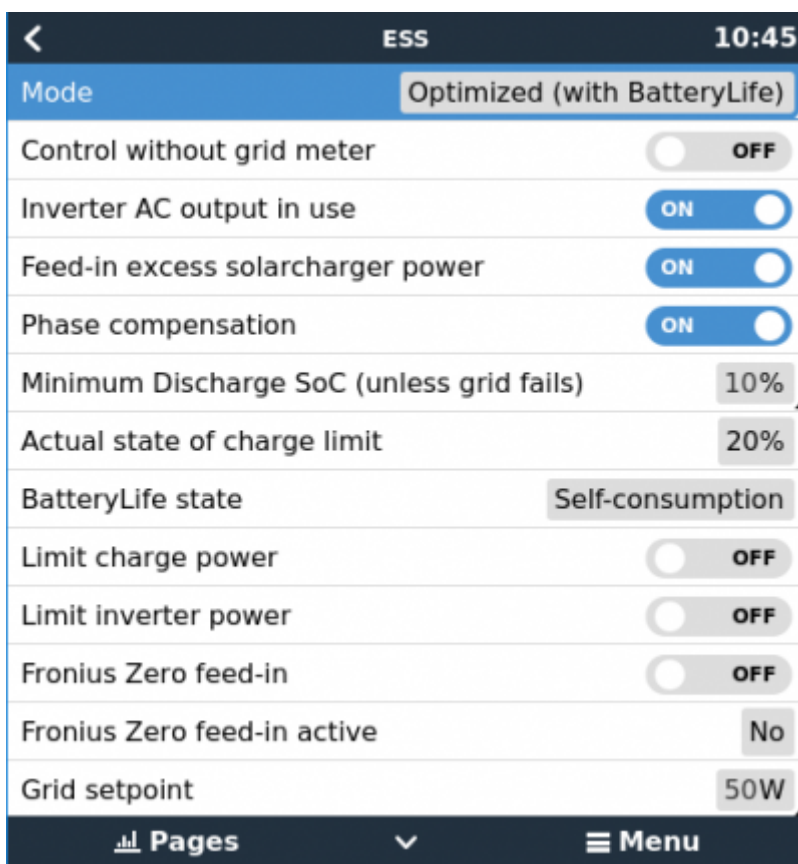 ESS 10:45
Mode Optimized (with BatteryLife)
Control without grid meter OFF
Inverter AC output in use ON
Feed-in excess solarcharger power ON
Phase compensation ON
Minimum Discharge SoC (unless grid fails) 10%
Actual state of charge limit 20%
BatteryLife state Self-consumption
Limit charge power OFF
Limit inverter power OFF
Fronius Zero feed-in OFF
Fronius Zero feed-in active No
Grid setpoint 50W
Pages Menu